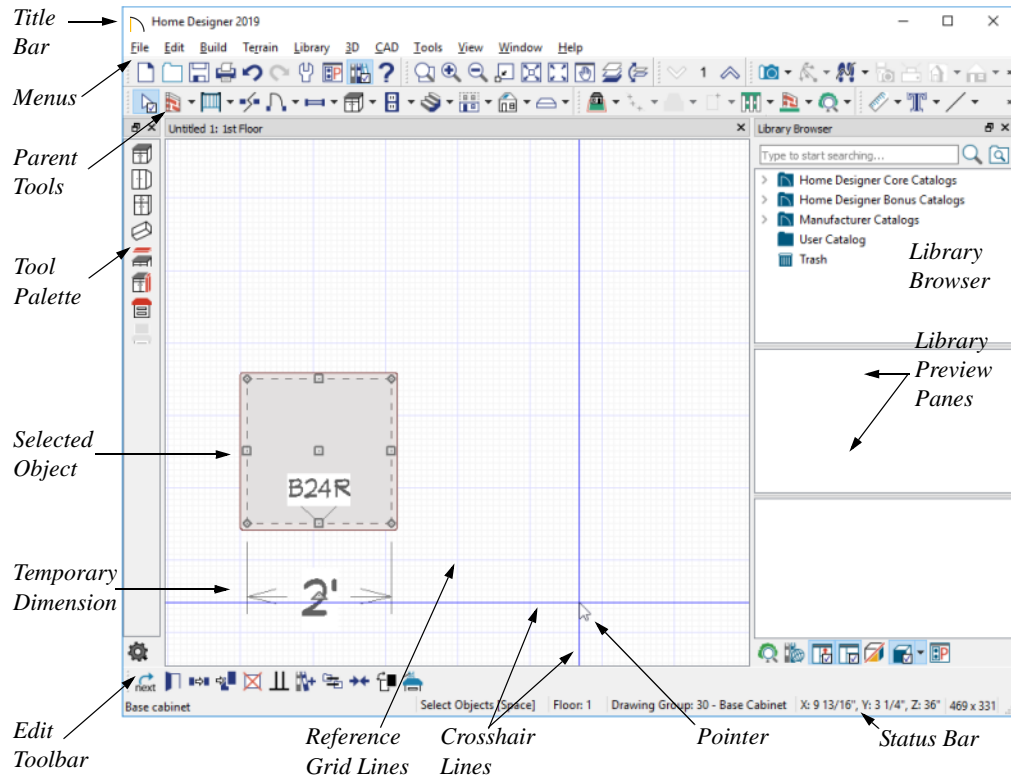 Title
Bar
Home Designer 2019
File Edit Build Terrain Library 3D CAD Tools View Window Help
Menus
1
Parent
Tools
Untitled 1: 1st Floor
Library Browser
Type to start searching...
Home Designer Core Catalogs
Home Designer Bonus Catalogs
Manufacturer Catalogs
User Catalog
Trash
Library
Browser
Tool
Palette
Library
Preview
Panes
Selected
Object
B24R
Temporary
Dimension
2'
next
Base cabinet
Select Objects [Space]
Floor: 1
Drawing Group: 30 - Base Cabinet
X: 9 13/16", Y: 3 1/4", Z: 36"
469 x 331
Edit
Toolbar
Reference
Grid Lines
Crosshair
Lines
Pointer
Status Bar